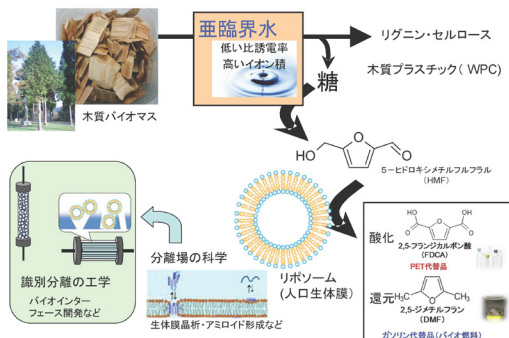 亜臨界水
低い比誘電率
高いイオン積
木質バイオマス
リグニン・セルロース
木質プラスチック( WPC)
糖
HO
O
O
5-ヒドロキシメチルフルフラル
(HMF)
リポソーム
(人口生体膜)
分離場の科学
生体膜晶析・アミロイド形成など
識別分離の工学
バイオインター
フェース開発など
酸化
HO
O
OH
O
O
2,5-フランジカルボン酸
(FDCA)
PET代替品
還元
H₃C
O
CH₃
2,5-ジメチルフラン
(DMF)
ガソリン代替品(バイオ燃料)